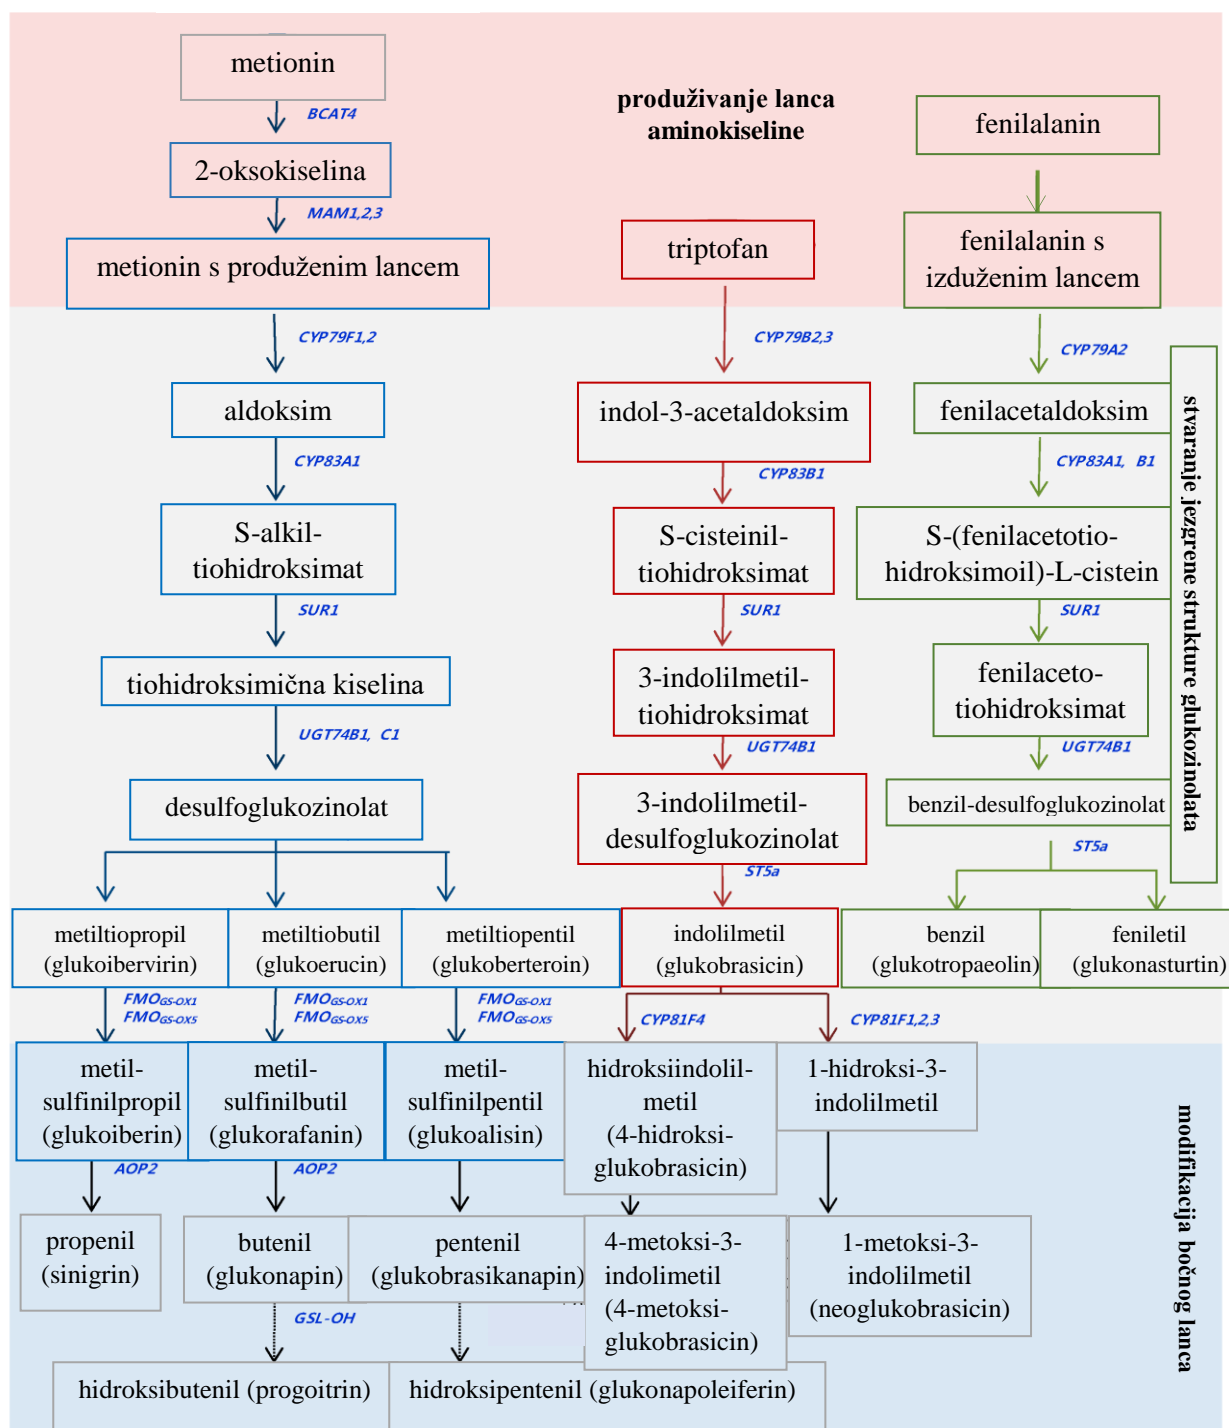 metionin
BCAT4
2-oksokiselina
MAM1,2,3
metionin s produženim lancem
produživanje lanca
aminokiseline
triptofan
fenilalanin
fenilalanin s
izduženim lancem
CYP79F1,2
CYP79B2,3
CYP79A2
aldoksim
indol-3-acetaldoksim
fenilacetaldoksim
CYP83A1
CYP83B1
CYP83A1, B1
S-alkil-
tiohidroksimat
S-cisteinil-
tiohidroksimat
S-(fenilacetotio-
hidroksimoil)-L-cistein
SUR1
SUR1
SUR1
tiohidroksimična kiselina
3-indolilmetil-
tiohidroksimat
fenilaceto-
tiohidroksimat
UGT74B1, C1
UGT74B1
UGT74B1
desulfoglukozinolat
3-indolilmetil-
desulfoglukozinolat
benzil-desulfoglukozinolat
ST5a
ST5a
stvaranje jezgrene strukture glukozinolata
metiltiopropil
(glukoibervirin)
metiltiobutil
(glukoerucin)
metiltiopentil
(glukoberteroin)
indolilmetil
(glukobrasicin)
benzil
(glukotropaeolin)
feniletil
(glukonasturtin)
FMOGS-OX1
FMOGS-OX5
FMOGS-OX1
FMOGS-OX5
FMOGS-OX1
FMOGS-OX5
CYP81F4
CYP81F1,2,3
metil-
sulfinilpropil
(glukoiberin)
metil-
sulfinilbutil
(glukorafanin)
metil-
sulfinilpentil
(glukoalisin)
hidroksiindolil-
metil
(4-hidroksi-
glukobrasicin)
1-hidroksi-3-
indolilmetil
AOP2
AOP2
propenil
(sinigrin)
butenil
(glukonapin)
pentenil
(glukobrasikanapin)
4-metoksi-3-
indolimetil
(4-metoksi-
glukobrasicin)
1-metoksi-3-
indolilmetil
(neoglukobrasicin)
GSL-OH
hidroksibutenil (progoitrin)
hidroksipentenil (glukonapoleiferin)
modifikacija bočnog lanca